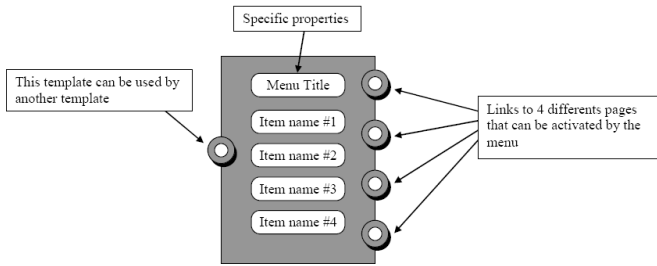 Specific properties
This template can be used by
another template
Menu Title
Item name #1
Item name #2
Item name #3
Item name #4
Links to 4 differents pages
that can be activated by the
menu